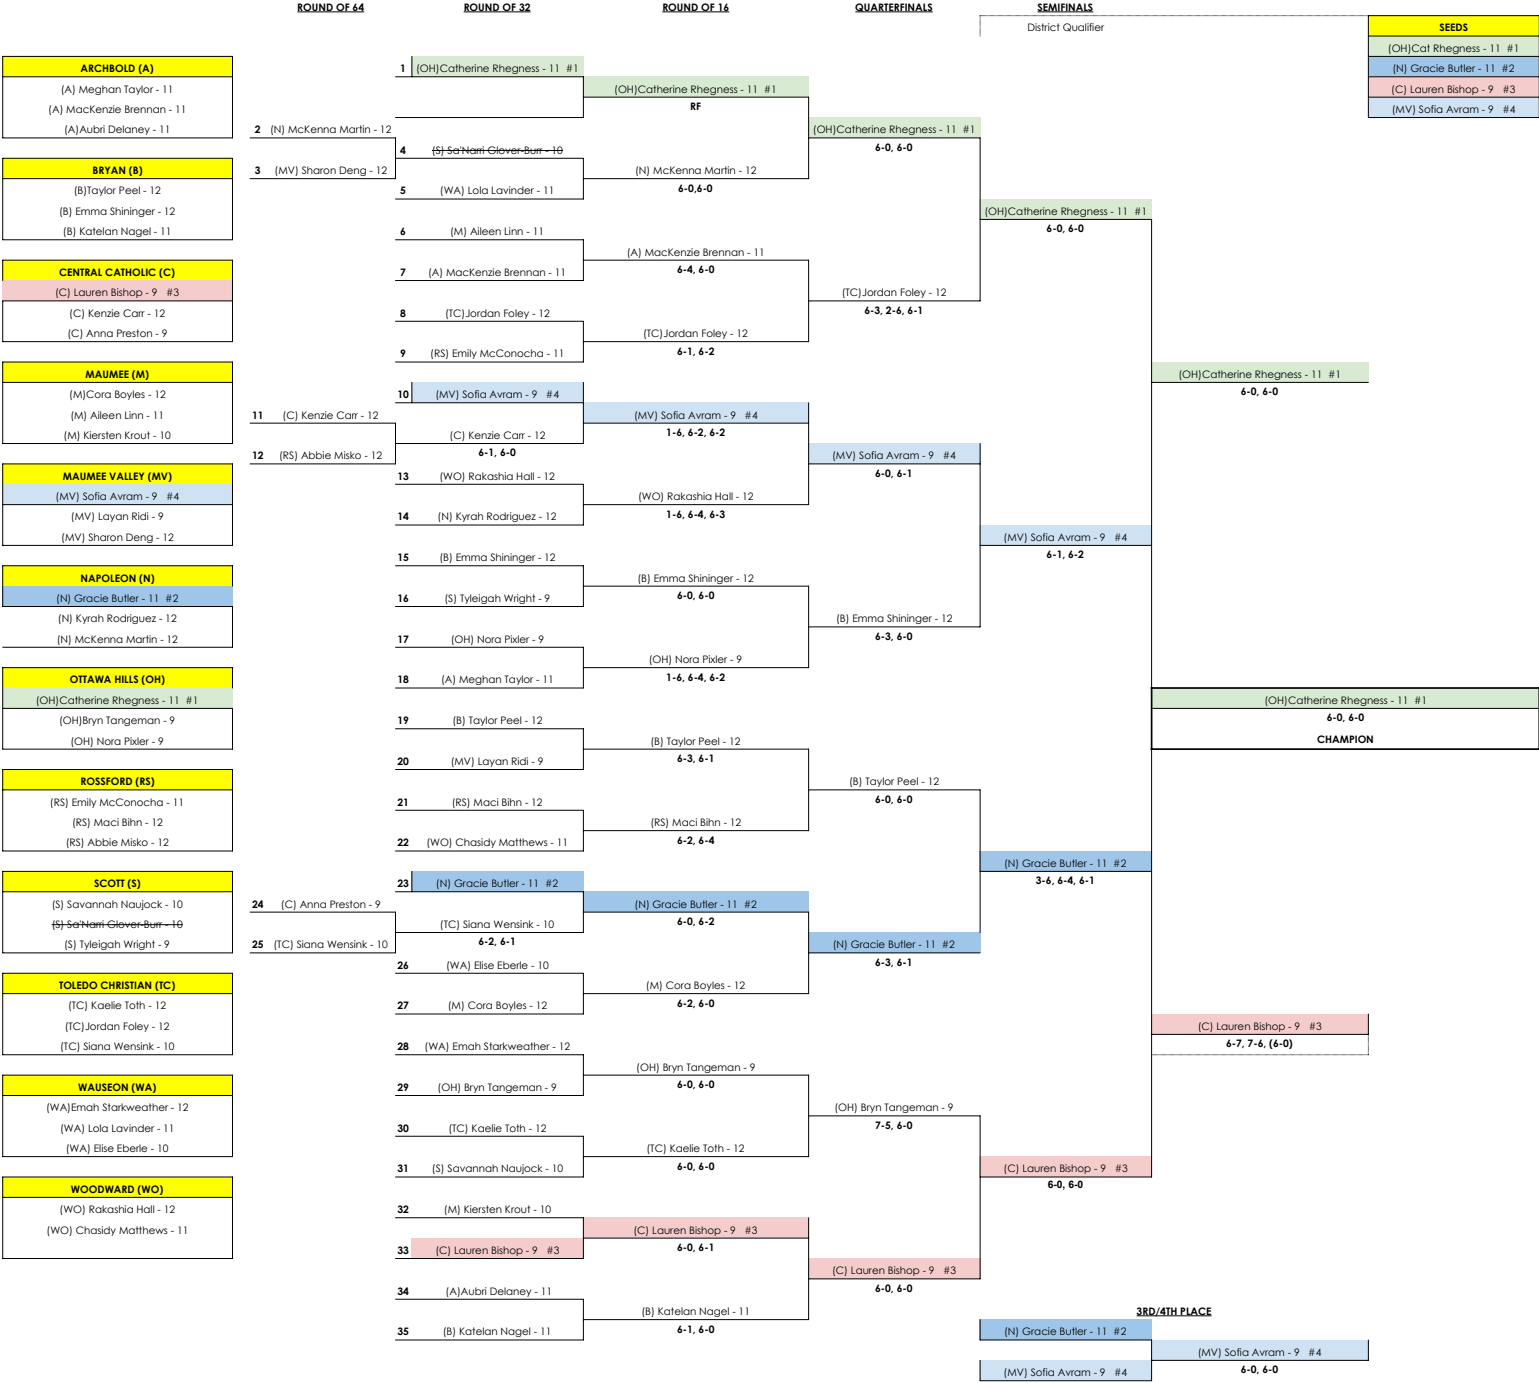 ROUND OF 64
ROUND OF 32
ROUND OF 16
QUARTERFINALS
SEMIFINALS
District Qualifier
SEEDS
(OH)Cat Rhegness - 11 #1
(N) Gracie Butler - 11 #2
(C) Lauren Bishop - 9 #3
(MV) Sofia Avram - 9 #4
ARCHBOLD (A)
(A) Meghan Taylor - 11
(A) MacKenzie Brennan - 11
(A)Aubri Delaney - 11
BRYAN (B)
(B)Taylor Peel - 12
(B) Emma Shininger - 12
(B) Katelan Nagel - 11
CENTRAL CATHOLIC (C)
(C) Lauren Bishop - 9 #3
(C) Kenzie Carr - 12
(C) Anna Preston - 9
MAUMEE (M)
(M)Cora Boyles - 12
(M) Aileen Linn - 11
(M) Kiersten Krout - 10
MAUMEE VALLEY (MV)
(MV) Sofia Avram - 9 #4
(MV) Layan Ridi - 9
(MV) Sharon Deng - 12
NAPOLEON (N)
(N) Gracie Butler - 11 #2
(N) Kyrah Rodriguez - 12
(N) McKenna Martin - 12
OTTAWA HILLS (OH)
(OH)Catherine Rhegness - 11 #1
(OH)Bryn Tangeman - 9
(OH) Nora Pixler - 9
ROSSFORD (RS)
(RS) Emily McConocha - 11
(RS) Maci Bihn - 12
(RS) Abbie Misko - 12
SCOTT (S)
(S) Savannah Naujock - 10
(S) Sa'Narri Glover-Burr - 10
(S) Tyleigah Wright - 9
TOLEDO CHRISTIAN (TC)
(TC) Kaelie Toth - 12
(TC)Jordan Foley - 12
(TC) Siana Wensink - 10
WAUSEON (WA)
(WA)Emah Starkweather - 12
(WA) Lola Lavinder - 11
(WA) Elise Eberle - 10
WOODWARD (WO)
(WO) Rakashia Hall - 12
(WO) Chasidy Matthews - 11
2 (N) McKenna Martin - 12
3 (MV) Sharon Deng - 12
11 (C) Kenzie Carr - 12
12 (RS) Abbie Misko - 12
24 (C) Anna Preston - 9
25 (TC) Siana Wensink - 10
1 (OH)Catherine Rhegness - 11 #1
4 (S) Sa'Narri Glover-Burr - 10
5 (WA) Lola Lavinder - 11
6 (M) Aileen Linn - 11
7 (A) MacKenzie Brennan - 11
8 (TC)Jordan Foley - 12
9 (RS) Emily McConocha - 11
10 (MV) Sofia Avram - 9 #4
(C) Kenzie Carr - 12
6-1, 6-0
13 (WO) Rakashia Hall - 12
14 (N) Kyrah Rodriguez - 12
15 (B) Emma Shininger - 12
16 (S) Tyleigah Wright - 9
17 (OH) Nora Pixler - 9
18 (A) Meghan Taylor - 11
19 (B) Taylor Peel - 12
20 (MV) Layan Ridi - 9
21 (RS) Maci Bihn - 12
22 (WO) Chasidy Matthews - 11
23 (N) Gracie Butler - 11 #2
(TC) Siana Wensink - 10
6-2, 6-1
26 (WA) Elise Eberle - 10
27 (M) Cora Boyles - 12
28 (WA) Emah Starkweather - 12
29 (OH) Bryn Tangeman - 9
30 (TC) Kaelie Toth - 12
31 (S) Savannah Naujock - 10
32 (M) Kiersten Krout - 10
33 (C) Lauren Bishop - 9 #3
34 (A)Aubri Delaney - 11
35 (B) Katelan Nagel - 11
(OH)Catherine Rhegness - 11 #1
RF
(N) McKenna Martin - 12
6-0,6-0
(A) MacKenzie Brennan - 11
6-4, 6-0
(TC)Jordan Foley - 12
6-1, 6-2
(MV) Sofia Avram - 9 #4
1-6, 6-2, 6-2
(WO) Rakashia Hall - 12
1-6, 6-4, 6-3
(B) Emma Shininger - 12
6-0, 6-0
(OH) Nora Pixler - 9
1-6, 6-4, 6-2
(B) Taylor Peel - 12
6-3, 6-1
(RS) Maci Bihn - 12
6-2, 6-4
(N) Gracie Butler - 11 #2
6-0, 6-2
(M) Cora Boyles - 12
6-2, 6-0
(OH) Bryn Tangeman - 9
6-0, 6-0
(TC) Kaelie Toth - 12
6-0, 6-0
(C) Lauren Bishop - 9 #3
6-0, 6-1
(B) Katelan Nagel - 11
6-1, 6-0
(OH)Catherine Rhegness - 11 #1
6-0, 6-0
(TC)Jordan Foley - 12
6-3, 2-6, 6-1
(MV) Sofia Avram - 9 #4
6-0, 6-1
(B) Emma Shininger - 12
6-3, 6-0
(B) Taylor Peel - 12
6-0, 6-0
(N) Gracie Butler - 11 #2
6-3, 6-1
(OH) Bryn Tangeman - 9
7-5, 6-0
(C) Lauren Bishop - 9 #3
6-0, 6-0
(OH)Catherine Rhegness - 11 #1
6-0, 6-0
(MV) Sofia Avram - 9 #4
6-1, 6-2
(N) Gracie Butler - 11 #2
3-6, 6-4, 6-1
(C) Lauren Bishop - 9 #3
6-0, 6-0
(OH)Catherine Rhegness - 11 #1
6-0, 6-0
(C) Lauren Bishop - 9 #3
6-7, 7-6, (6-0)
(OH)Catherine Rhegness - 11 #1
6-0, 6-0
CHAMPION
3RD/4TH PLACE
(N) Gracie Butler - 11 #2
(MV) Sofia Avram - 9 #4
(MV) Sofia Avram - 9 #4
6-0, 6-0